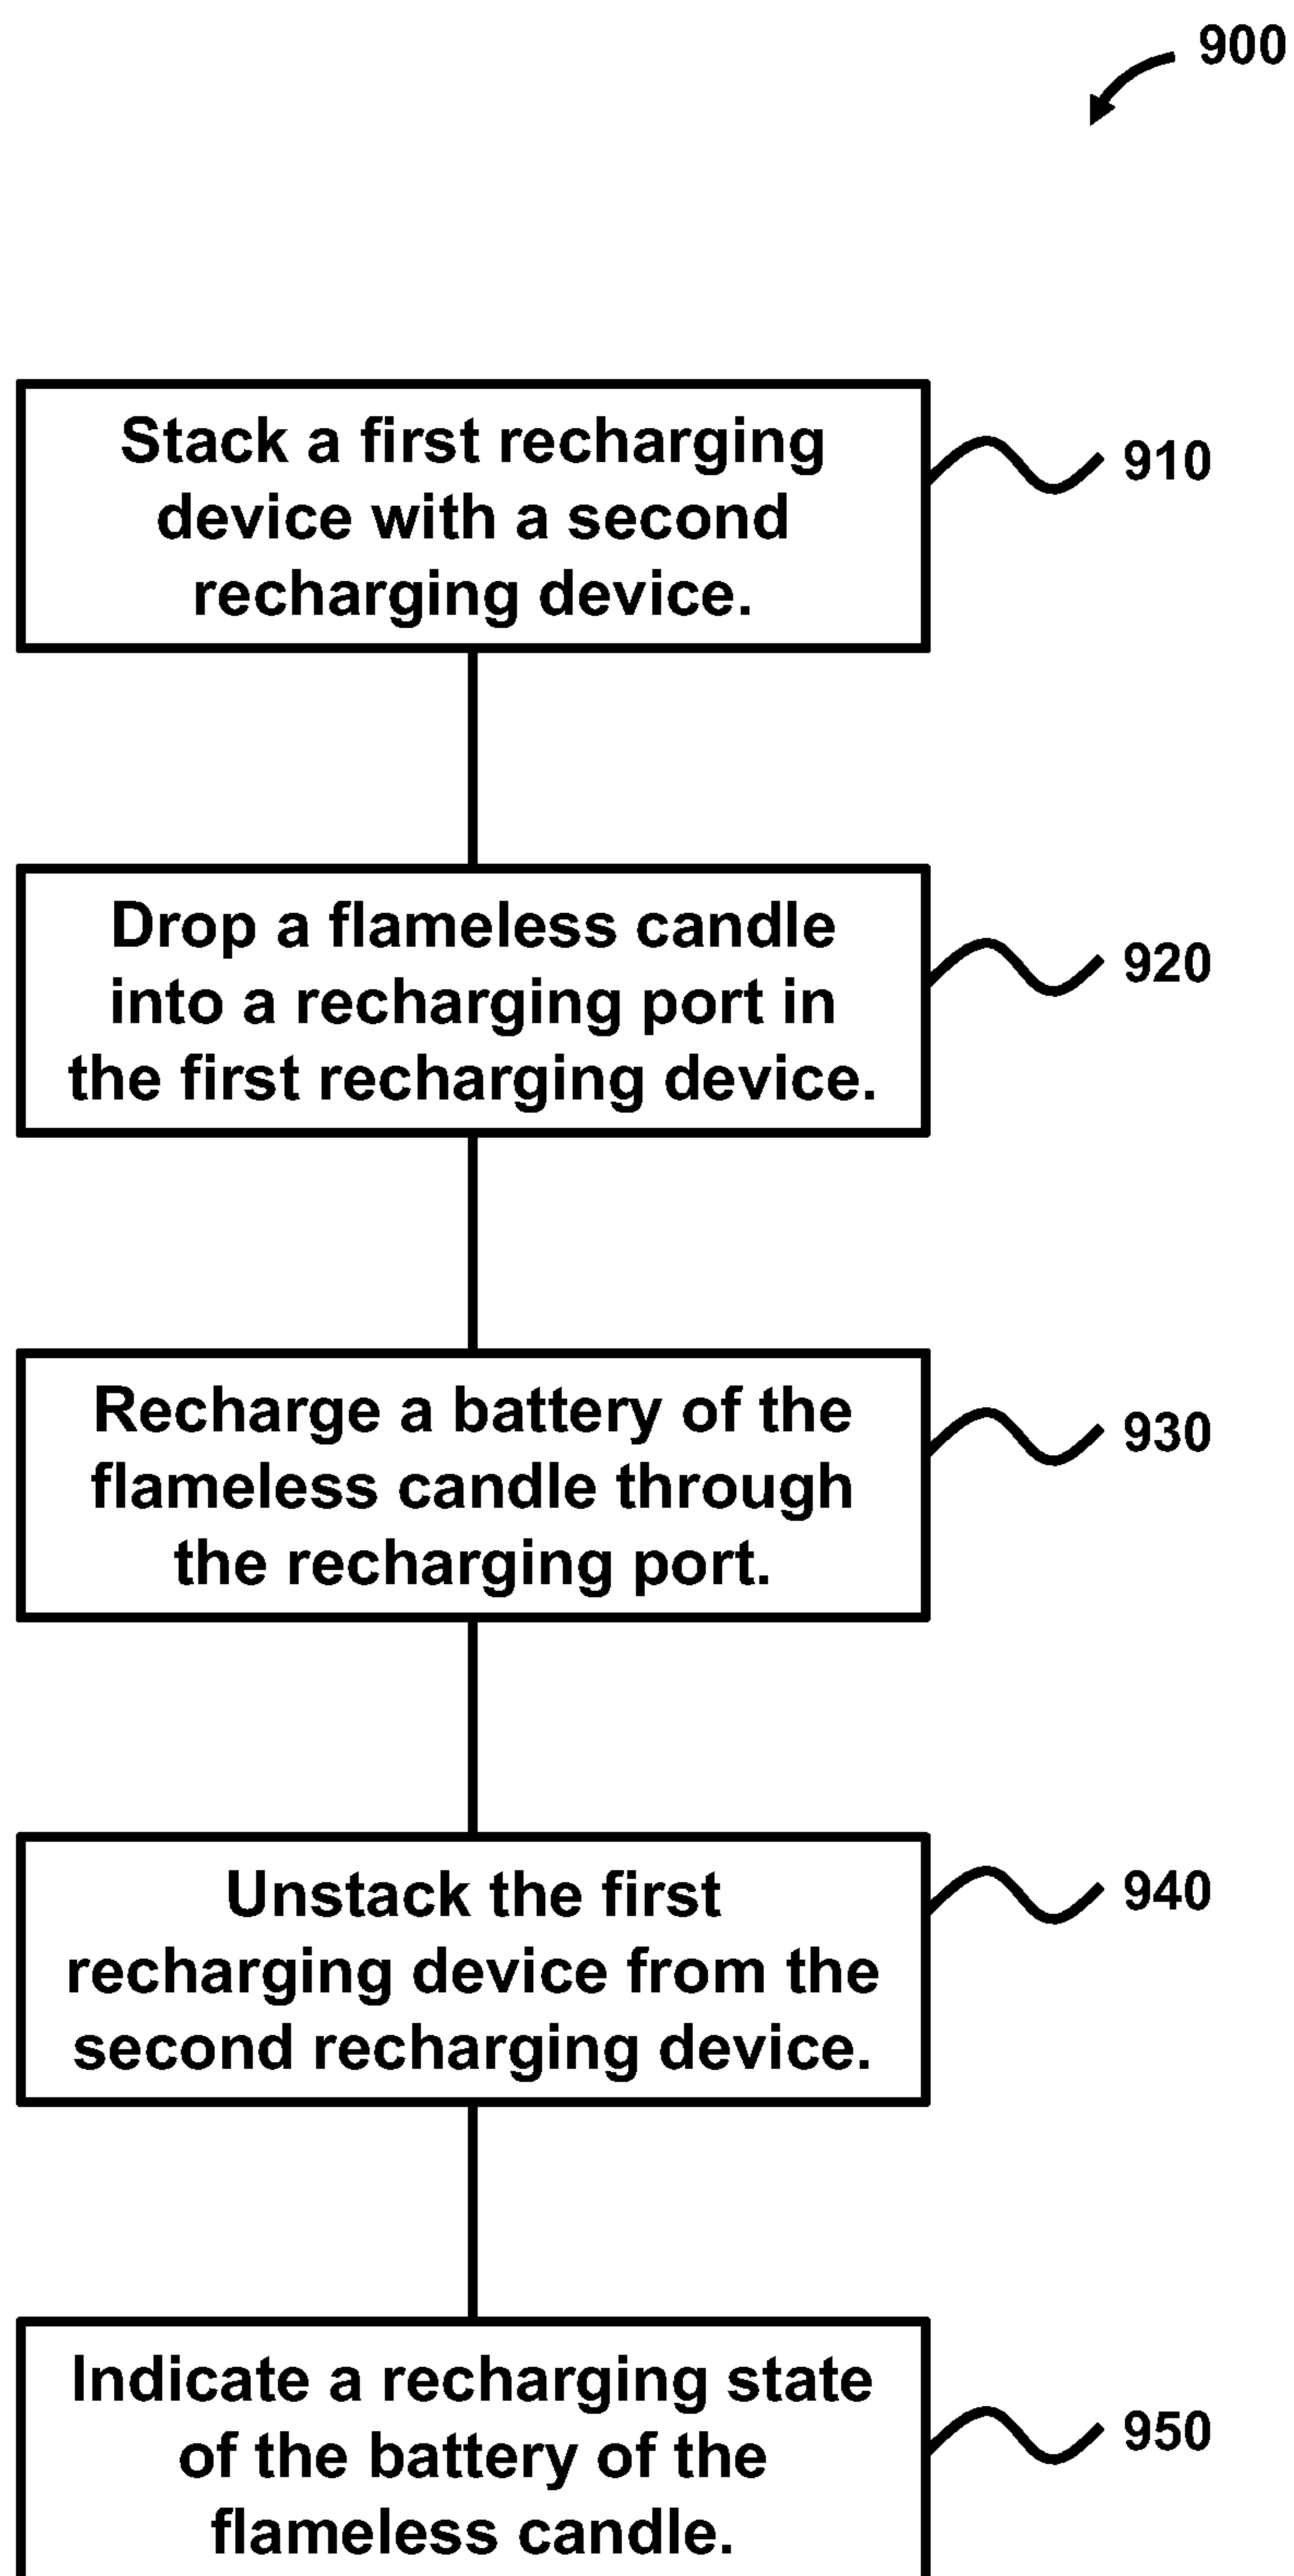 900
Stack a first recharging
device with a second
recharging device.
910
Drop a flameless candle
into a recharging port in
the first recharging device.
920
Recharge a battery of the
flameless candle through
the recharging port.
930
Unstack the first
recharging device from the
second recharging device.
940
Indicate a recharging state
of the battery of the
flameless candle.
950